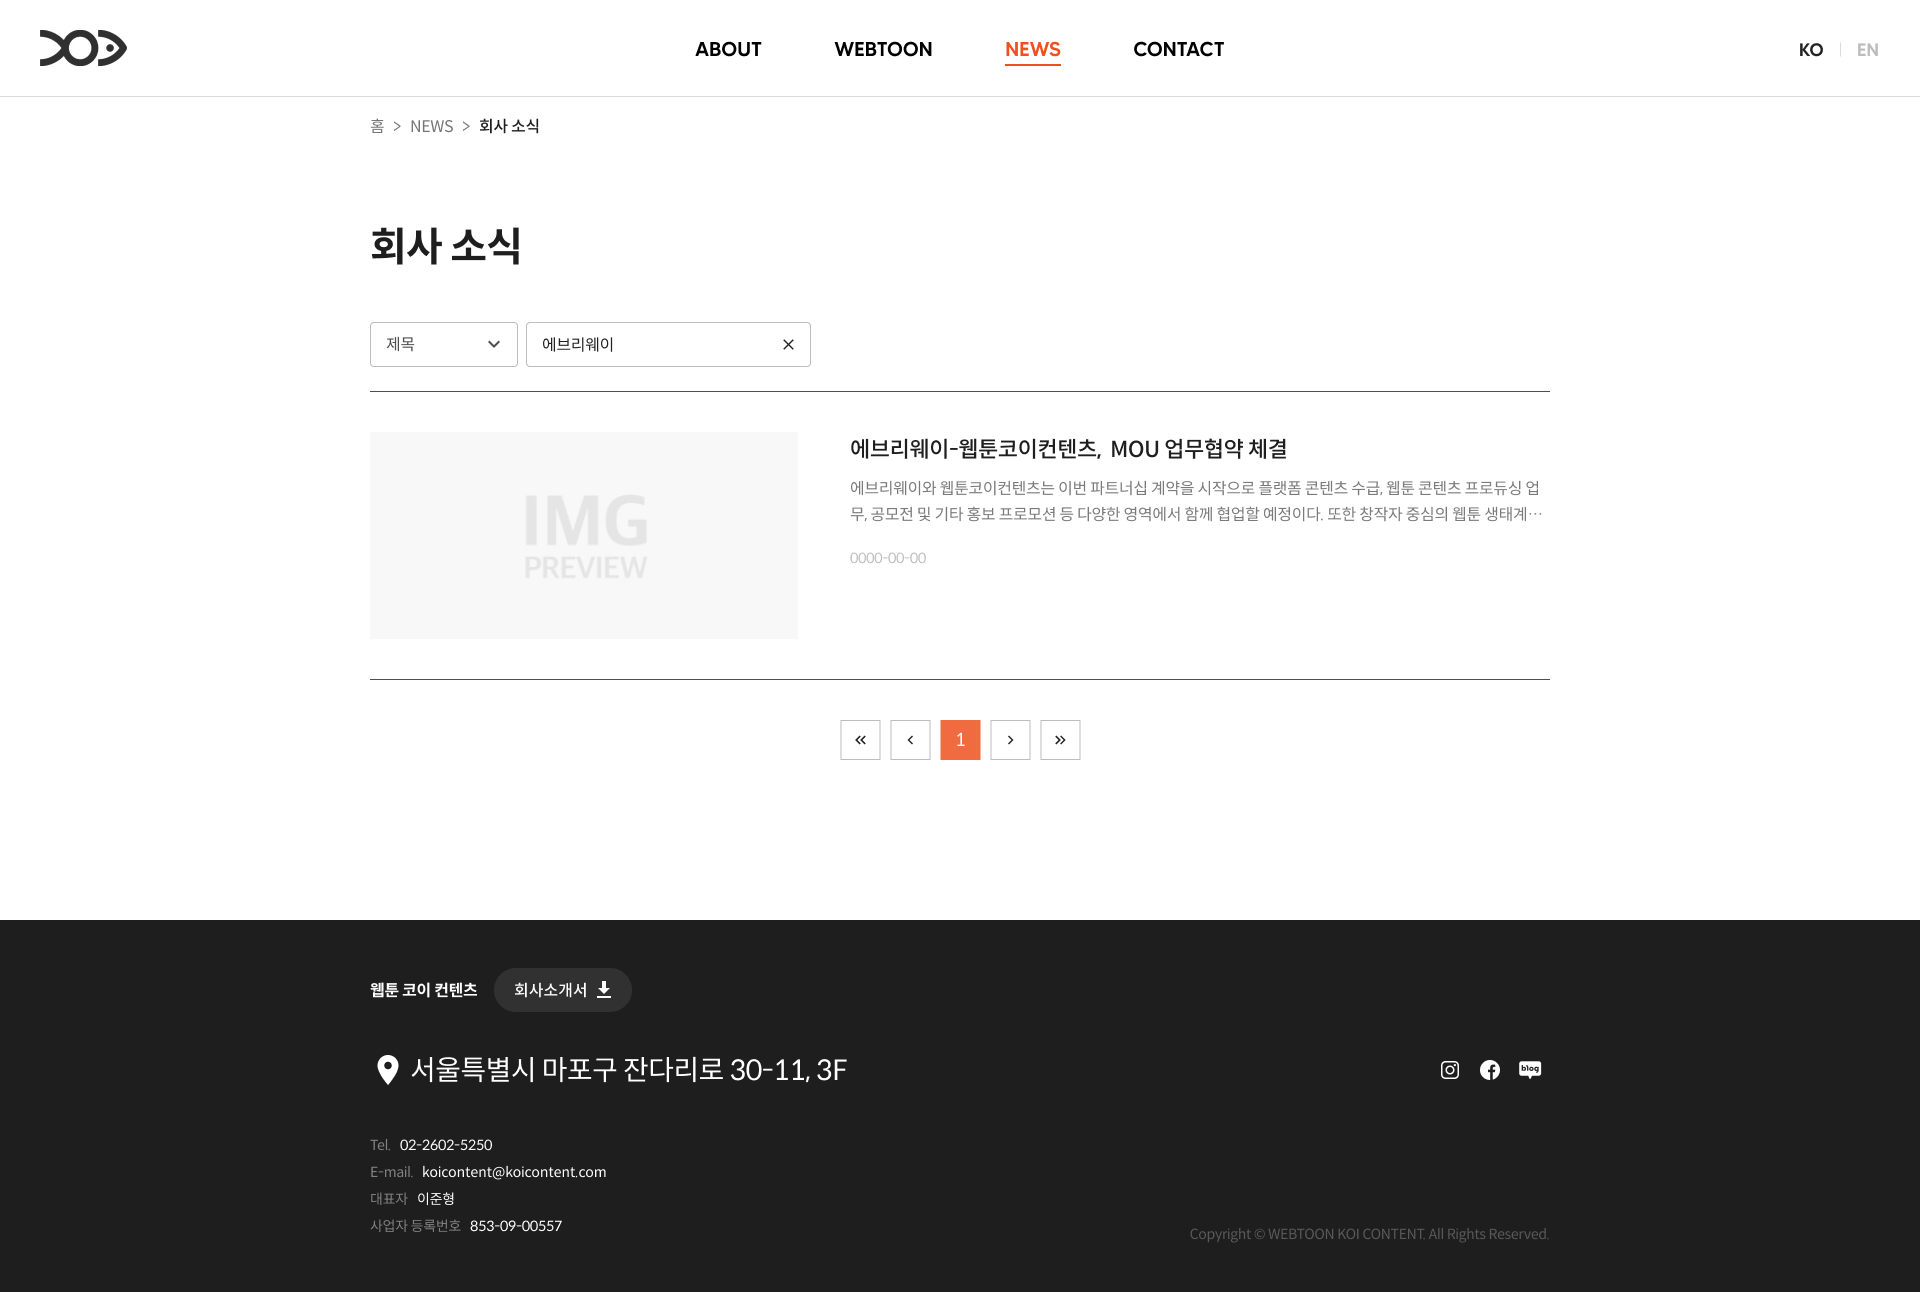 ABOUT
WEBTOON
NEWS
CONTACT
KO
EN
홈 > NEWS > 회사 소식
회사 소식
제목
에브리웨이
IMG
PREVIEW
에브리웨이-웹툰코이컨텐츠, MOU 업무협약 체결
에브리웨이와 웹툰코이컨텐츠는 이번 파트너십 계약을 시작으로 플랫폼 콘텐츠 수급, 웹툰 콘텐츠 프로듀싱 업
무, 공모전 및 기타 홍보 프로모션 등 다양한 영역에서 함께 협업할 예정이다. 또한 창작자 중심의 웹툰 생태계…
0000-00-00
« ‹ 1 › »
웹툰 코이 컨텐츠
회사소개서
서울특별시 마포구 잔다리로 30-11, 3F
blog
Tel. 02-2602-5250
E-mail. koicontent@koicontent.com
대표자 이준형
사업자 등록번호 853-09-00557
Copyright © WEBTOON KOI CONTENT. All Rights Reserved.